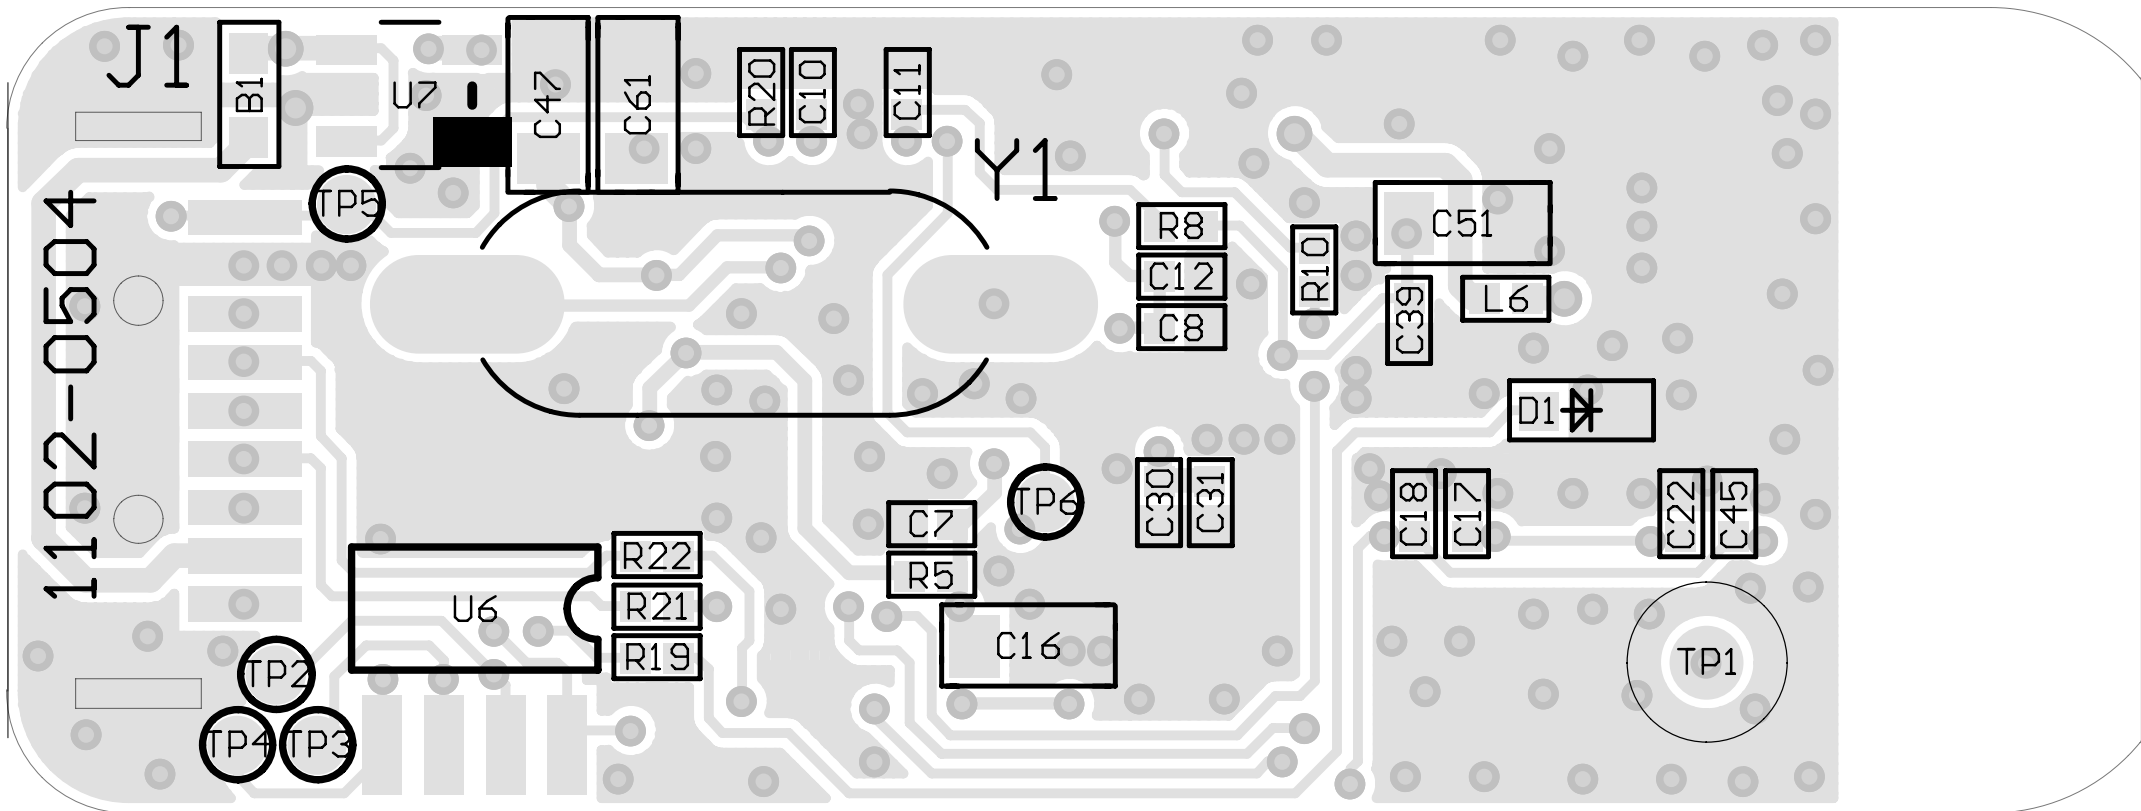 J1
B1
U7
C47
C61
R20
C10
C11
Y1
TP5
1102-0504
R8
C12
C8
R10
C51
C39
L6
D1
TP6
C30
C31
C18
C17
C22
C45
C7
R5
R22
R21
R19
U6
C16
TP2
TP4
TP3
TP1